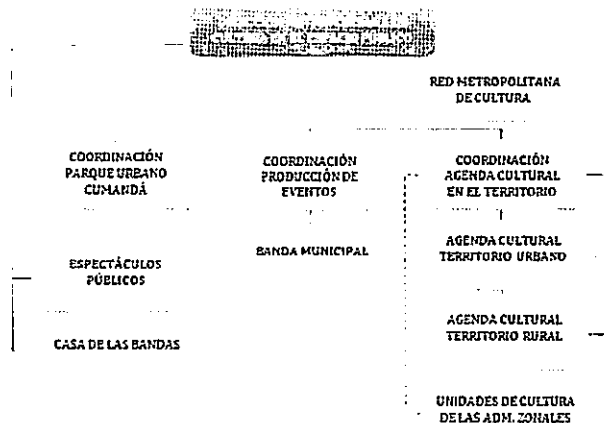 RED METROPOLITANA
DE CULTURA
COORDINACIÓN
PARQUE URBANO
CUMANDÁ
COORDINACIÓN
PRODUCCIÓN DE
EVENTOS
COORDINACIÓN
AGENDA CULTURAL
EN EL TERRITORIO
ESPECTÁCULOS
PÚBLICOS
BANDA MUNICIPAL
AGENDA CULTURAL
TERRITORIO URBANO
CASA DE LAS BANDAS
AGENDA CULTURAL
TERRITORIO RURAL
UNIDADES DE CULTURA
DE LAS ADM. ZONALES